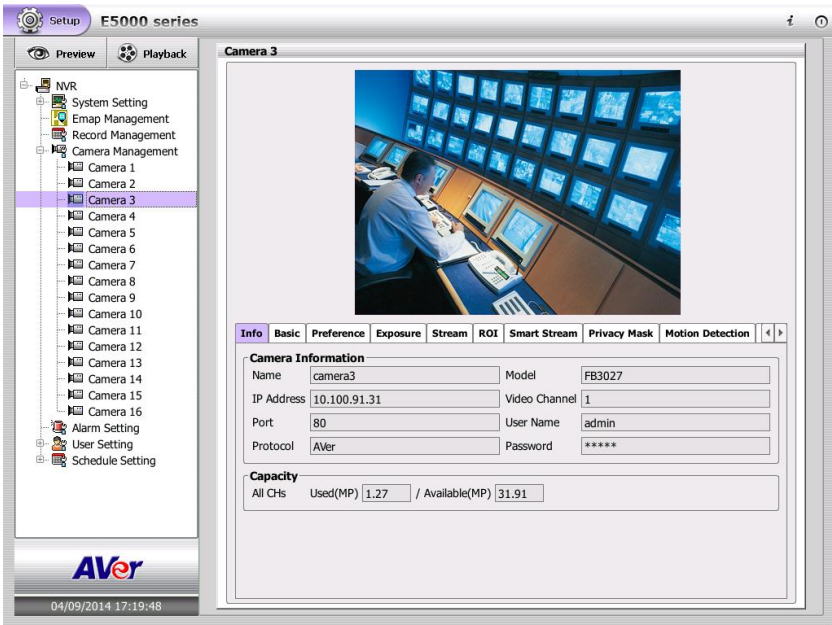 Setup
E5000 series
i
Preview
Playback
Camera 3
NVR
System Setting
Emap Management
Record Management
Camera Management
Camera 1
Camera 2
Camera 3
Camera 4
Camera 5
Camera 6
Camera 7
Camera 8
Camera 9
Camera 10
Camera 11
Camera 12
Camera 13
Camera 14
Camera 15
Camera 16
Alarm Setting
User Setting
Schedule Setting
Info Basic Preference Exposure Stream ROI Smart Stream Privacy Mask Motion Detection
Camera Information
Name camera3 Model FB3027
IP Address 10.100.91.31 Video Channel 1
Port 80 User Name admin
Protocol AVer Password *****
Capacity
All CHs Used(MP) 1.27 / Available(MP) 31.91
AVer
04/09/2014 17:19:48